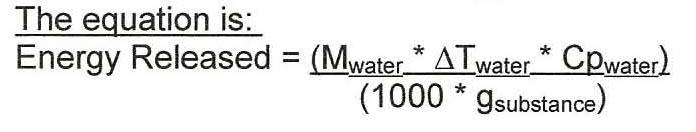 The equation is:
Energy Released = (Mwater * ΔTwater * Cpwater)
(1000 * gsubstance)